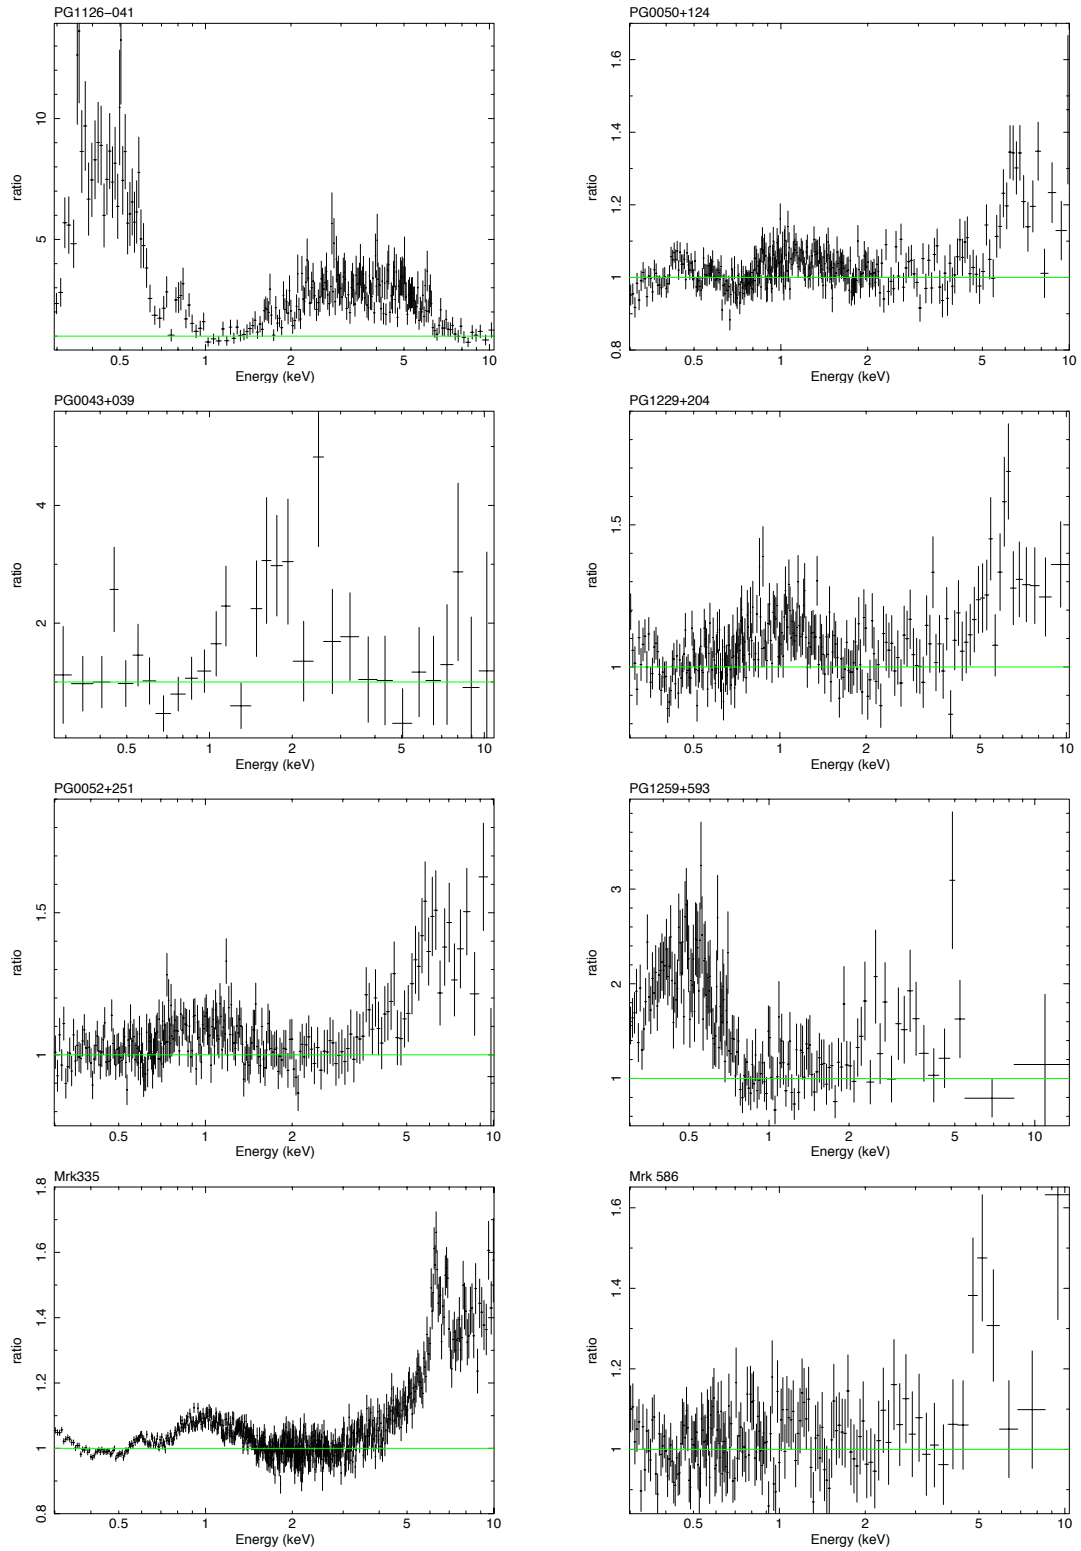 PG1126−041
10
5
ratio
0.5 1 2 5 10
Energy (keV)
PG0050+124
1.6
1.4
1.2
1
0.8
ratio
0.5 1 2 5 10
Energy (keV)
PG0043+039
4
2
ratio
0.5 1 2 5 10
Energy (keV)
PG1229+204
1.5
1
ratio
0.5 1 2 5 10
Energy (keV)
PG0052+251
1.5
1
ratio
0.5 1 2 5 10
Energy (keV)
PG1259+593
3
2
1
ratio
0.5 1 2 5 10
Energy (keV)
Mrk335
1.8
1.6
1.4
1.2
1
0.8
ratio
0.5 1 2 5 10
Energy (keV)
Mrk 586
1.6
1.4
1.2
1
ratio
0.5 1 2 5 10
Energy (keV)